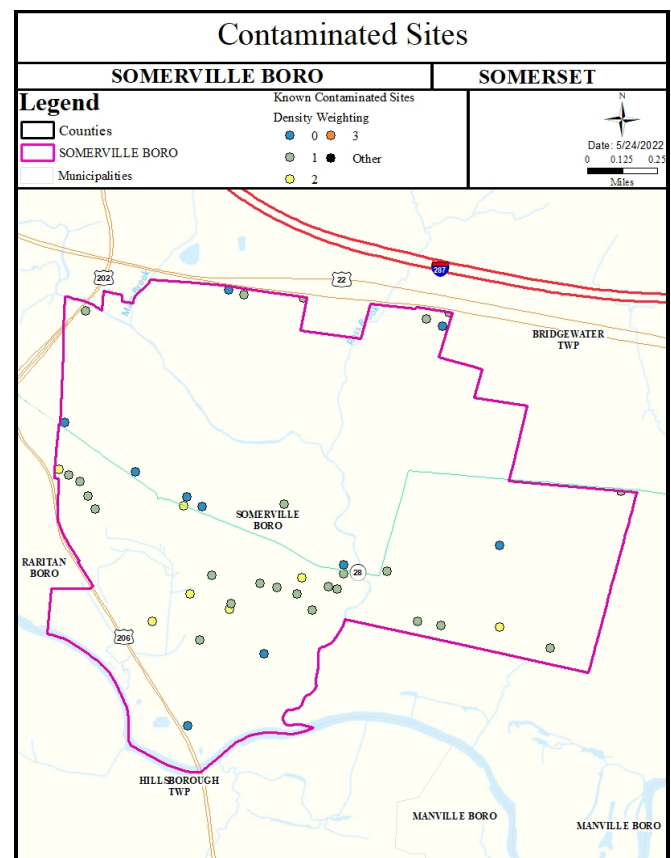 Contaminated Sites
SOMERVILLE BORO
SOMERSET
Legend
Counties
SOMERVILLE BORO
Municipalities
Known Contaminated Sites
Density Weighting
0 3
1 Other
2
N
Date: 5/24/2022
0 0.125 0.25
Miles
287
202
22
Brook
BRIDGEWATER
TWP
SOMERVILLE
BORO
RARITAN
BORO
28
206
HILLSBOROUGH
TWP
MANVILLE BORO
MANVILLE BORO